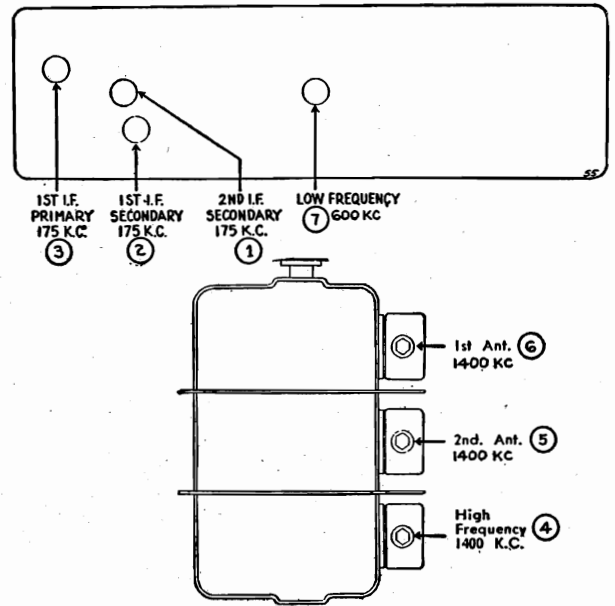 SS
1ST I.F.
PRIMARY
175 K.C.
3
1ST I.F.
SECONDARY
175 K.C.
2
2ND I.F.
SECONDARY
175 K.C.
1
LOW FREQUENCY
7 600 KC
1st Ant. 6
1400 KC
2nd. Ant. 5
1400 KC
High
Frequency 4
1400 K.C.